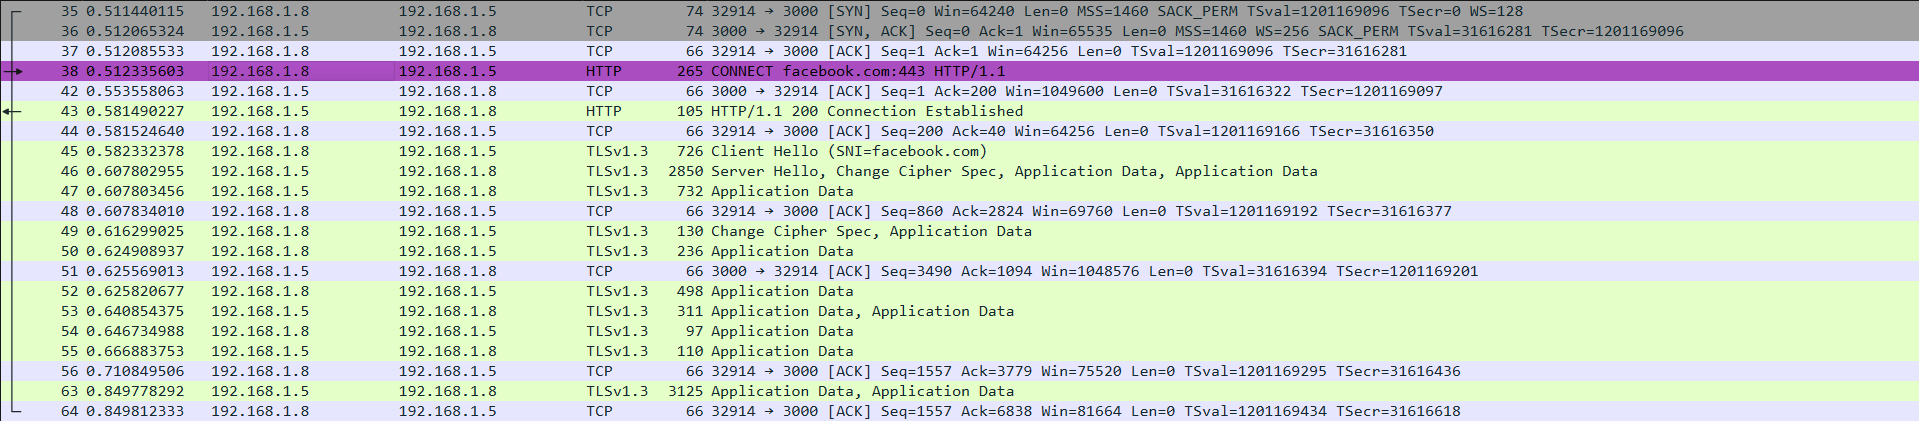 35 0.511440115 192.168.1.8 192.168.1.5 TCP 74 32914 → 3000 [SYN] Seq=0 Win=64240 Len=0 MSS=1460 SACK_PERM TSval=1201169096 TSecr=0 WS=128
36 0.512065324 192.168.1.5 192.168.1.8 TCP 74 3000 → 32914 [SYN, ACK] Seq=0 Ack=1 Win=65535 Len=0 MSS=1460 WS=256 SACK_PERM TSval=31616281 TSecr=1201169096
37 0.512085533 192.168.1.8 192.168.1.5 TCP 66 32914 → 3000 [ACK] Seq=1 Ack=1 Win=64256 Len=0 TSval=1201169096 TSecr=31616281
38 0.512335603 192.168.1.8 192.168.1.5 HTTP 265 CONNECT facebook.com:443 HTTP/1.1
42 0.553558063 192.168.1.5 192.168.1.8 TCP 66 3000 → 32914 [ACK] Seq=1 Ack=200 Win=1049600 Len=0 TSval=31616322 TSecr=1201169097
43 0.581490227 192.168.1.5 192.168.1.8 HTTP 105 HTTP/1.1 200 Connection Established
44 0.581524640 192.168.1.8 192.168.1.5 TCP 66 32914 → 3000 [ACK] Seq=200 Ack=40 Win=64256 Len=0 TSval=1201169166 TSecr=31616350
45 0.582332378 192.168.1.8 192.168.1.5 TLSv1.3 726 Client Hello (SNI=facebook.com)
46 0.607802955 192.168.1.5 192.168.1.8 TLSv1.3 2850 Server Hello, Change Cipher Spec, Application Data, Application Data
47 0.607803456 192.168.1.5 192.168.1.8 TLSv1.3 732 Application Data
48 0.607834010 192.168.1.8 192.168.1.5 TCP 66 32914 → 3000 [ACK] Seq=860 Ack=2824 Win=69760 Len=0 TSval=1201169192 TSecr=31616377
49 0.616299025 192.168.1.8 192.168.1.5 TLSv1.3 130 Change Cipher Spec, Application Data
50 0.624908937 192.168.1.8 192.168.1.5 TLSv1.3 236 Application Data
51 0.625569013 192.168.1.5 192.168.1.8 TCP 66 3000 → 32914 [ACK] Seq=3490 Ack=1094 Win=1048576 Len=0 TSval=31616394 TSecr=1201169201
52 0.625820677 192.168.1.8 192.168.1.5 TLSv1.3 498 Application Data
53 0.640854375 192.168.1.5 192.168.1.8 TLSv1.3 311 Application Data, Application Data
54 0.646734988 192.168.1.8 192.168.1.5 TLSv1.3 97 Application Data
55 0.666883753 192.168.1.5 192.168.1.8 TLSv1.3 110 Application Data
56 0.710849506 192.168.1.8 192.168.1.5 TCP 66 32914 → 3000 [ACK] Seq=1557 Ack=3779 Win=75520 Len=0 TSval=1201169295 TSecr=31616436
63 0.849778292 192.168.1.5 192.168.1.8 TLSv1.3 3125 Application Data, Application Data
64 0.849812333 192.168.1.8 192.168.1.5 TCP 66 32914 → 3000 [ACK] Seq=1557 Ack=6838 Win=81664 Len=0 TSval=1201169434 TSecr=31616618